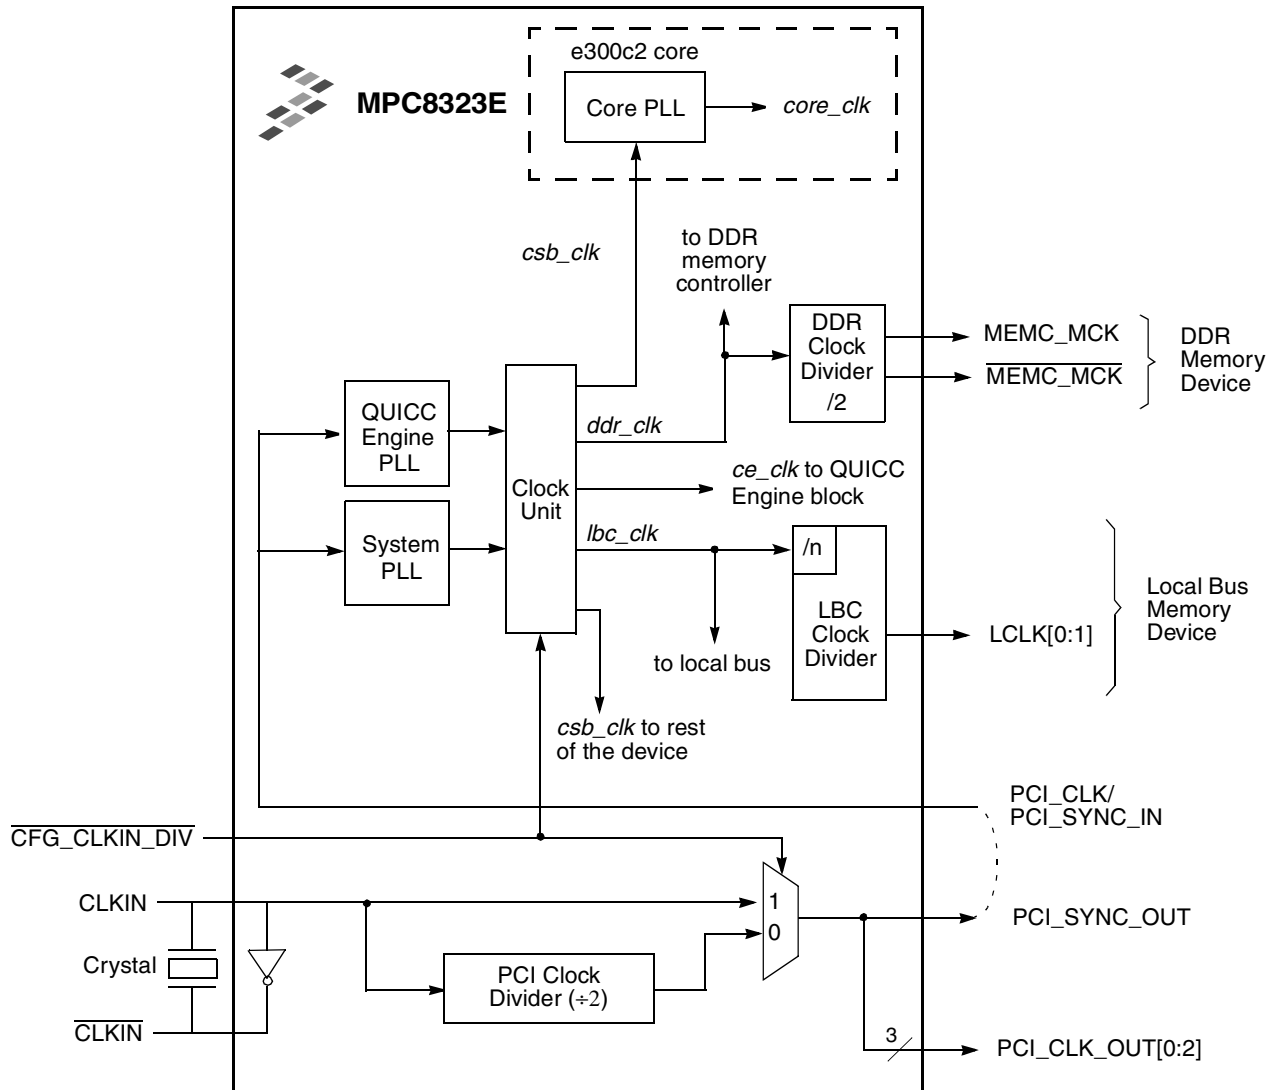 e300c2 core
MPC8323E
Core PLL
core_clk
csb_clk
to DDR
memory
controller
DDR
Clock
Divider
/2
MEMC_MCK
MEMC_MCK
DDR
Memory
Device
QUICC
Engine
PLL
ddr_clk
Clock
Unit
ce_clk to QUICC
Engine block
System
PLL
lbc_clk
/n
LBC
Clock
Divider
LCLK[0:1]
Local Bus
Memory
Device
to local bus
csb_clk to rest
of the device
PCI_CLK/
PCI_SYNC_IN
CFG_CLKIN_DIV
CLKIN
1
0
PCI_SYNC_OUT
Crystal
PCI Clock
Divider (÷2)
CLKIN
3
PCI_CLK_OUT[0:2]